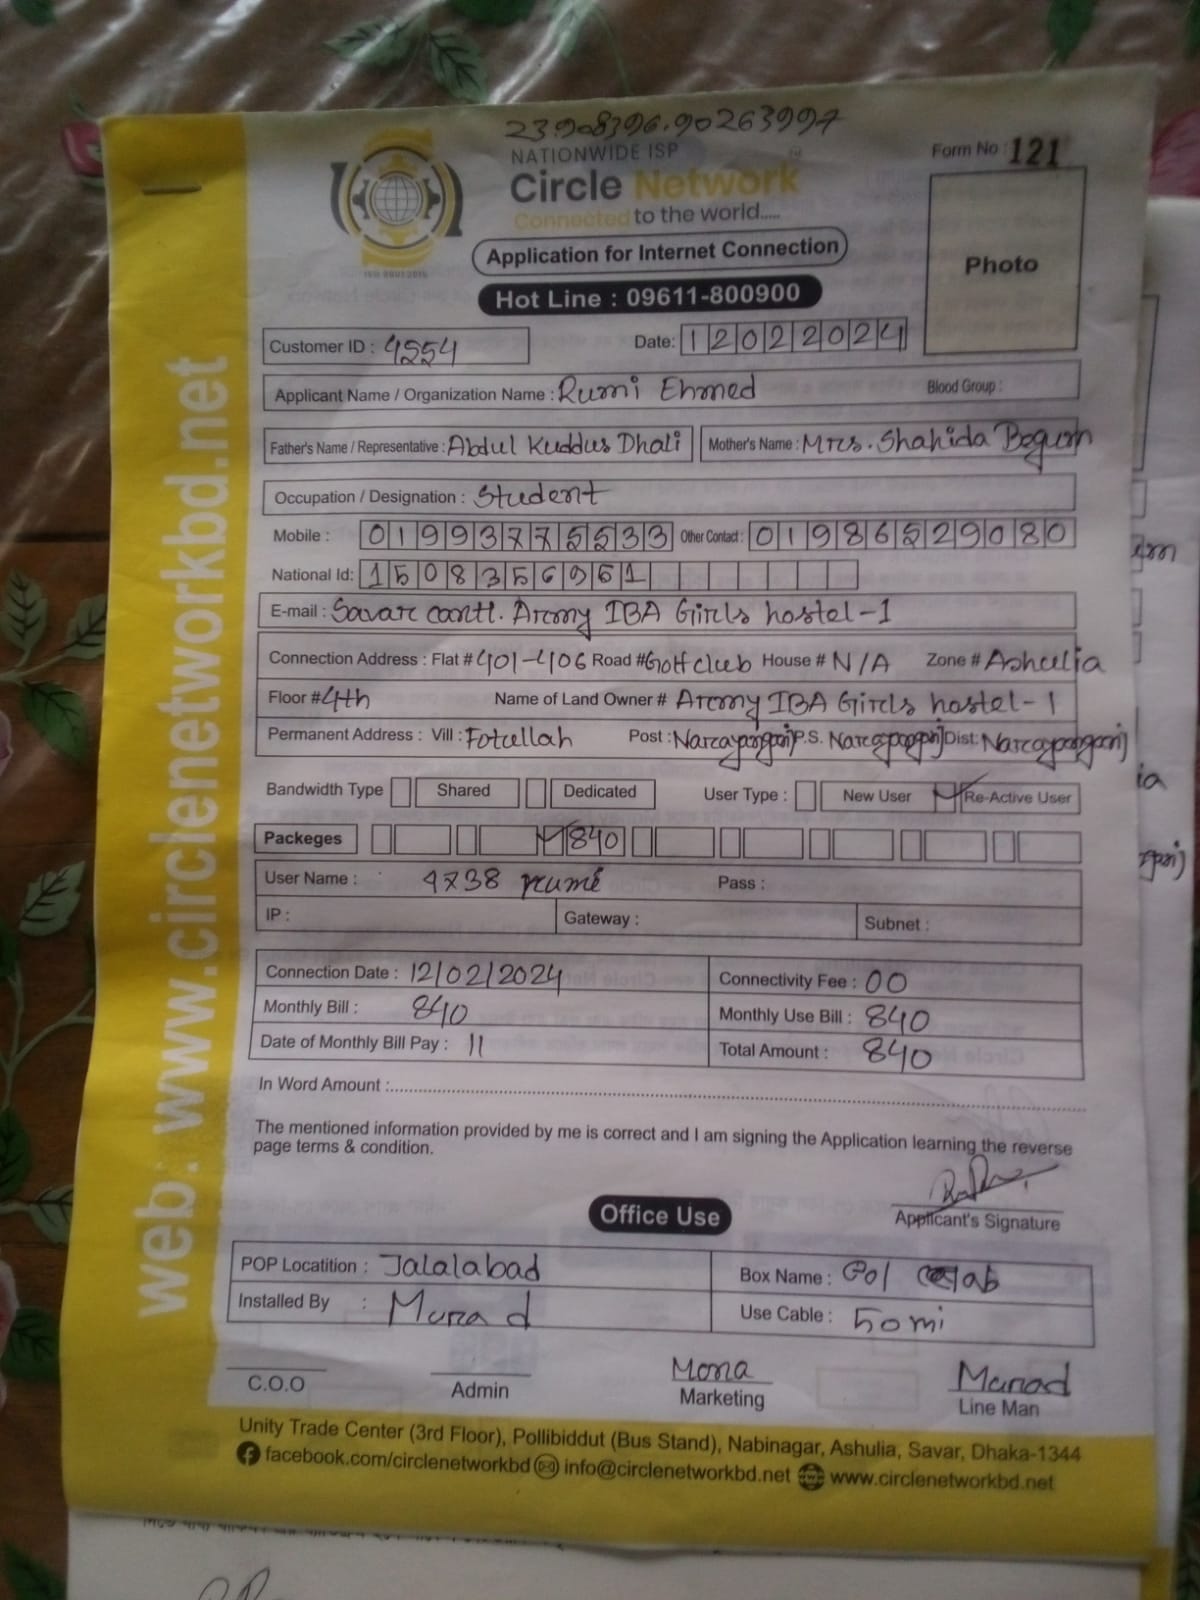 23.908396.90263997
NATIONWIDE ISP
Form No : 121
Circle Network
Connected to the world.....
Application for Internet Connection
Photo
Hot Line : 09611-800900
Customer ID : 4554 Date: 12022024
Applicant Name / Organization Name : Rumi Ehmed Blood Group :
Father's Name / Representative : Abdul Kuddus Dhali Mother's Name : Mrs. Shahida Begum
Occupation / Designation : Student
Mobile : 01993775533 Other Contact : 01986529080
National Id: 1508356961
E-mail : Savar cantt. Army IBA Girls hostel-1
Connection Address : Flat # 401-406 Road # Golf club House # N/A Zone # Ashulia
Floor # 4th Name of Land Owner # Army IBA Girls hostel-1
Permanent Address : Vill : Fotullah Post : Narayangonj P.S. Narayangonj Dist: Narayangonj
Bandwidth Type Shared Dedicated User Type : New User Re-Active User
Packeges 840
User Name : 4738 rumi Pass :
IP : Gateway : Subnet :
Connection Date : 12/02/2024 Connectivity Fee : 00
Monthly Bill : 840 Monthly Use Bill : 840
Date of Monthly Bill Pay : 11 Total Amount : 840
In Word Amount :
The mentioned information provided by me is correct and I am signing the Application learning the reverse
page terms & condition.
Applicant's Signature
Office Use
POP Locatition : Jalalabad Box Name : Gol
Installed By : Murad Use Cable : 50 mi
Mona Murad
C.O.O Admin Marketing Line Man
Unity Trade Center (3rd Floor), Pollibiddut (Bus Stand), Nabinagar, Ashulia, Savar, Dhaka-1344
facebook.com/circlenetworkbd info@circlenetworkbd.net www.circlenetworkbd.net
web: www.circlenetworkbd.net